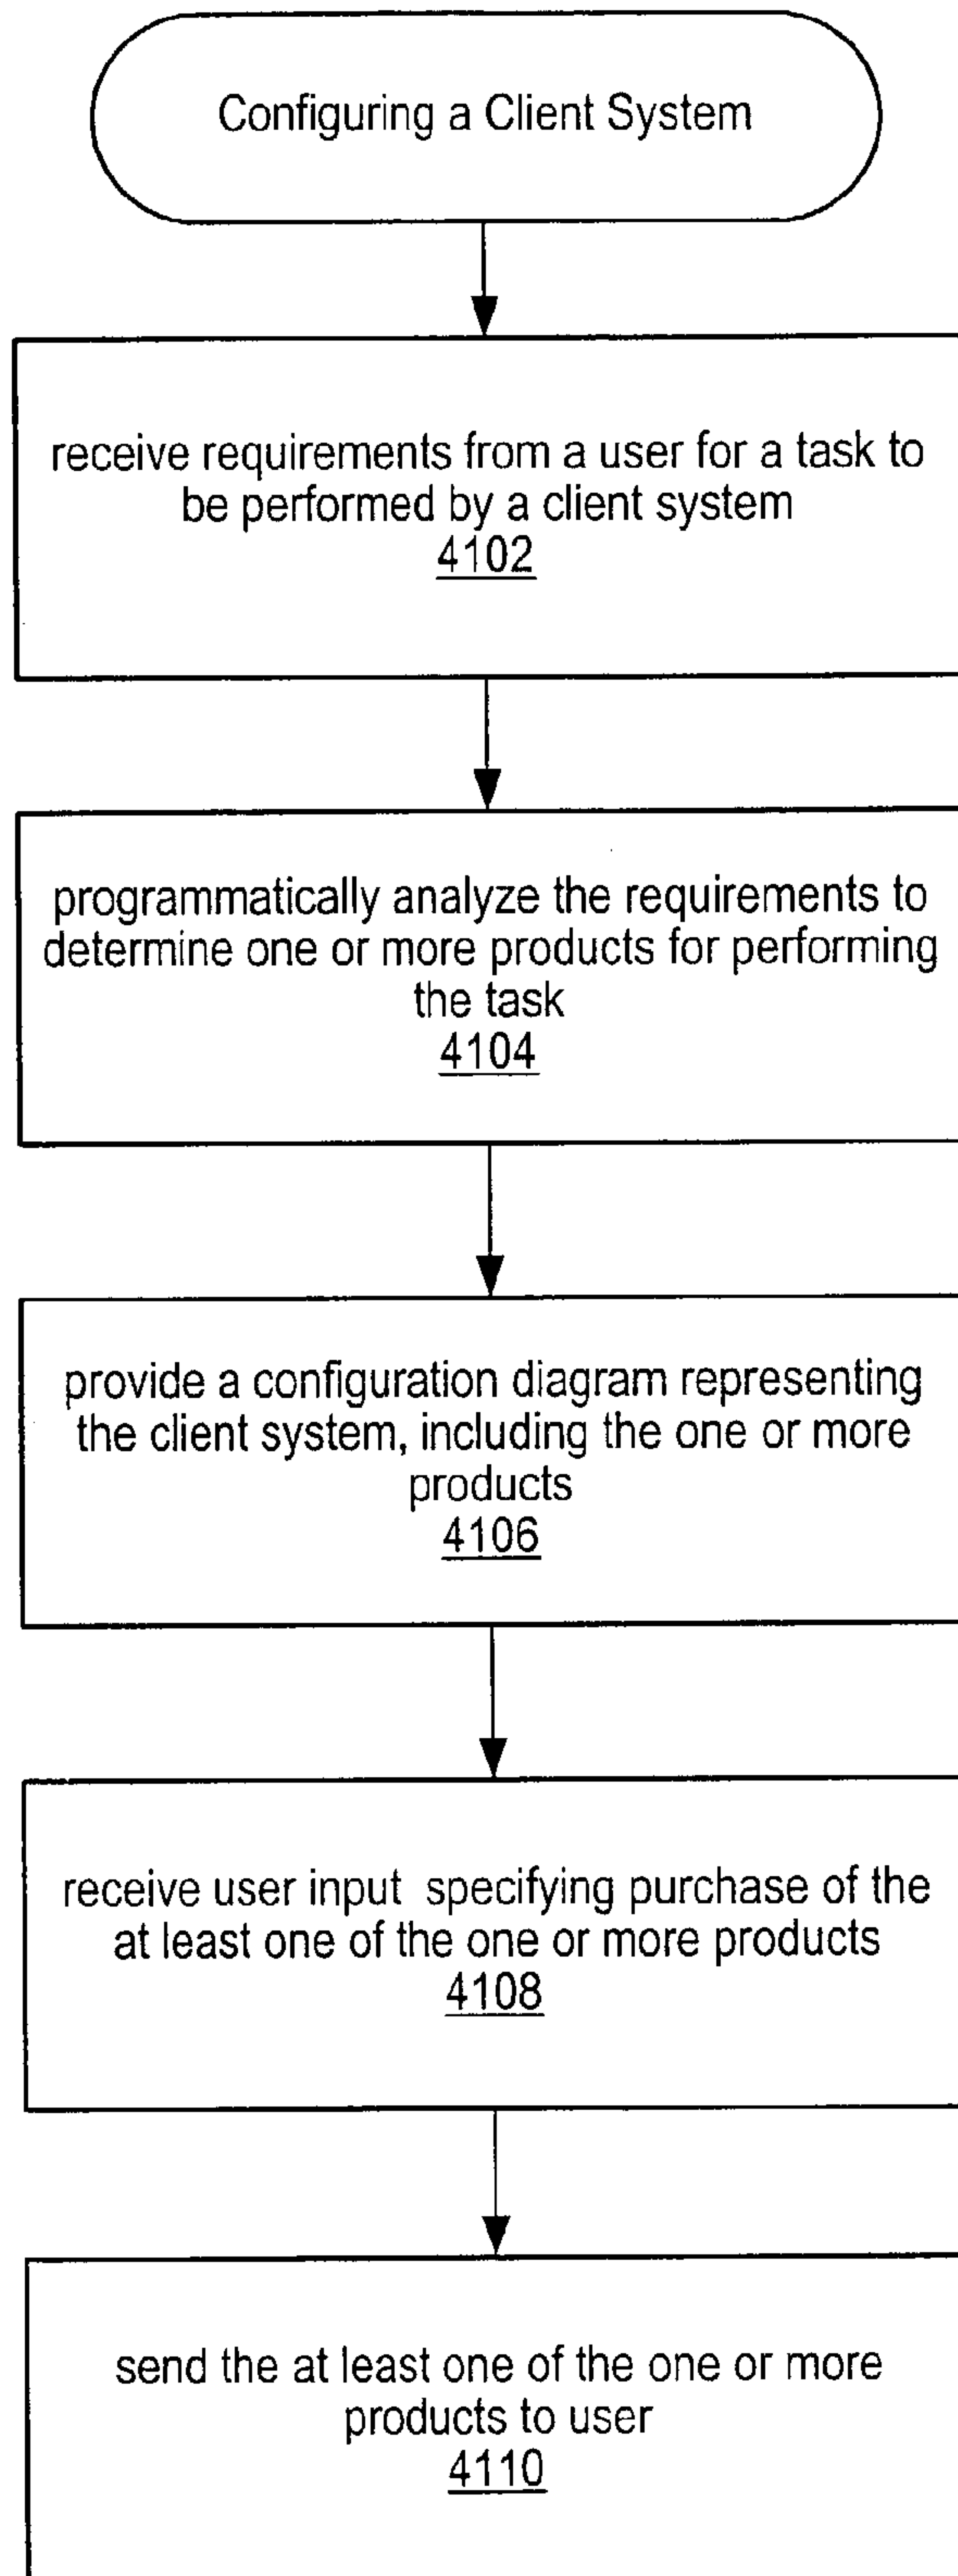 Configuring a Client System
receive requirements from a user for a task to
be performed by a client system
4102
programmatically analyze the requirements to
determine one or more products for performing
the task
4104
provide a configuration diagram representing
the client system, including the one or more
products
4106
receive user input specifying purchase of the
at least one of the one or more products
4108
send the at least one of the one or more
products to user
4110